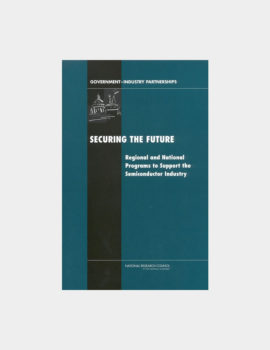 GOVERNMENT–INDUSTRY PARTNERSHIPS
SECURING THE FUTURE
Regional and National
Programs to Support the
Semiconductor Industry
NATIONAL RESEARCH COUNCIL